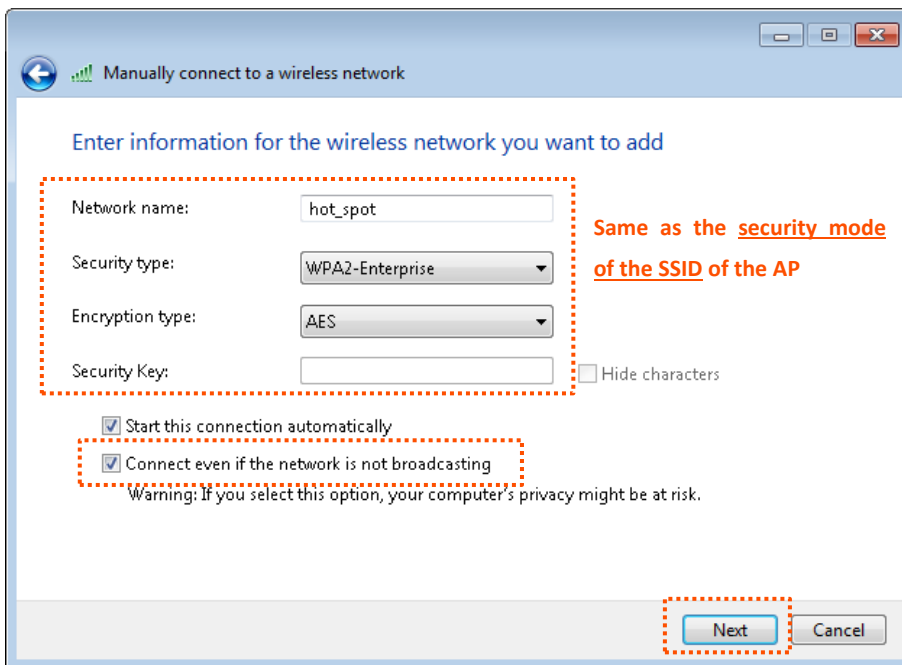 Manually connect to a wireless network
Enter information for the wireless network you want to add
Network name:
hot_spot
Security type:
WPA2-Enterprise
Encryption type:
AES
Security Key:
Hide characters
Same as the security mode
of the SSID of the AP
Start this connection automatically
Connect even if the network is not broadcasting
Warning: If you select this option, your computer's privacy might be at risk.
Next
Cancel